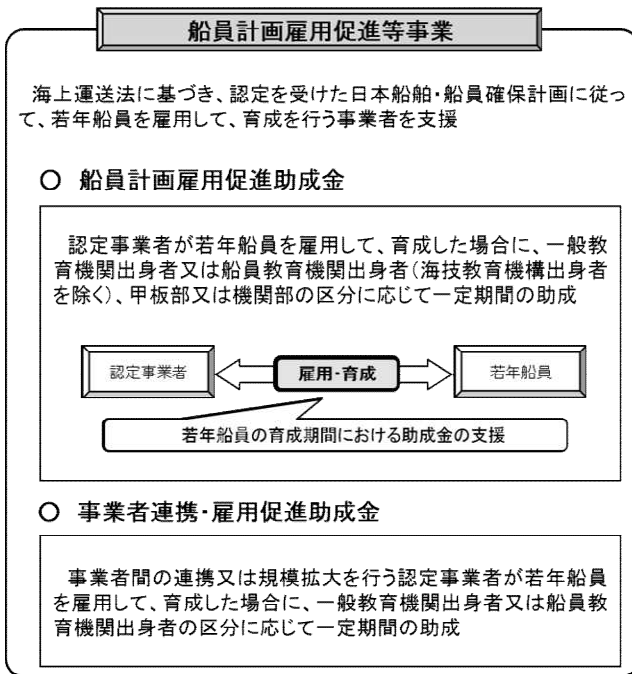 船員計画雇用促進等事業
海上運送法に基づき、認定を受けた日本船舶・船員確保計画に従っ
て、若年船員を雇用して、育成を行う事業者を支援
○ 船員計画雇用促進助成金
認定事業者が若年船員を雇用して、育成した場合に、一般教
育機関出身者又は船員教育機関出身者(海技教育機構出身者
を除く)、甲板部又は機関部の区分に応じて一定期間の助成
認定事業者 雇用・育成 若年船員
若年船員の育成期間における助成金の支援
○ 事業者連携・雇用促進助成金
事業者間の連携又は規模拡大を行う認定事業者が若年船員
を雇用して、育成した場合に、一般教育機関出身者又は船員教
育機関出身者の区分に応じて一定期間の助成